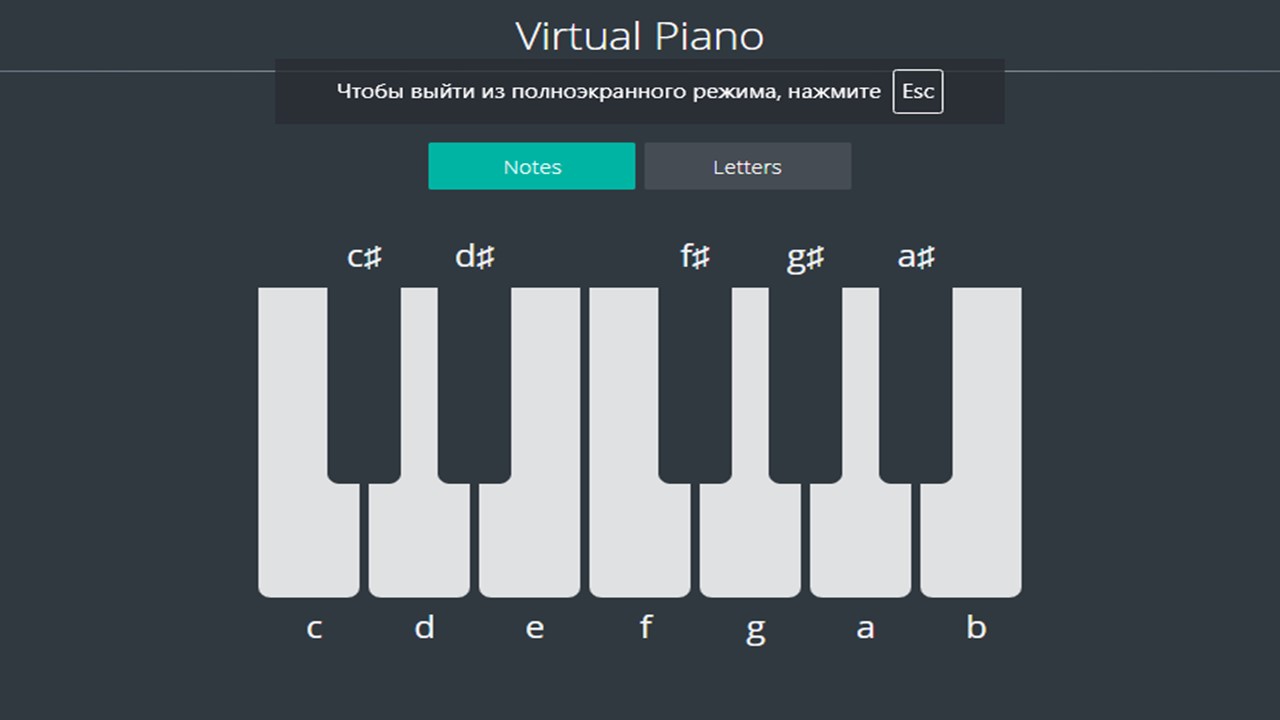 Virtual Piano
Чтобы выйти из полноэкранного режима, нажмите Esc
Notes Letters
c♯ d♯ f♯ g♯ a♯
c d e f g a b